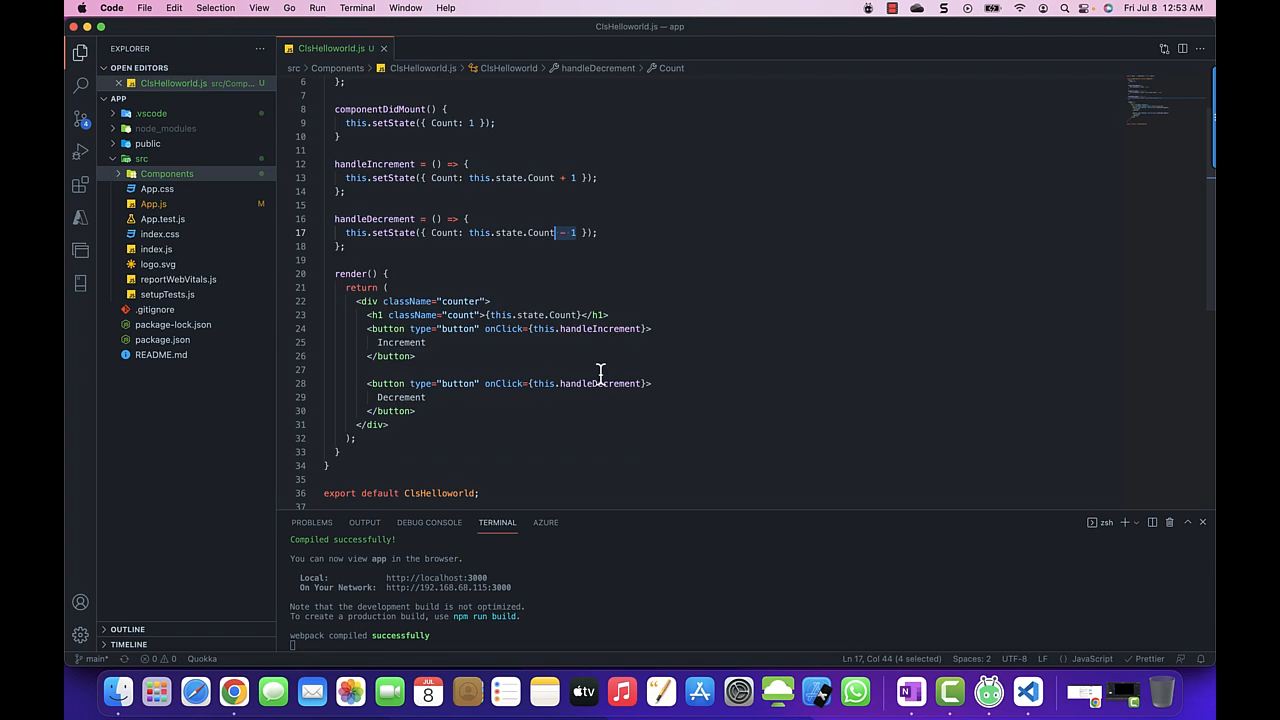 Code File Edit Selection View Go Run Terminal Window Help
Fri Jul 8 12:53 AM
ClsHelloworld.js — app
EXPLORER
OPEN EDITORS
ClsHelloworld.js src/Comp... U
APP
.vscode
node_modules
public
src
Components
App.css
App.js M
App.test.js
index.css
index.js
logo.svg
reportWebVitals.js
setupTests.js
.gitignore
package-lock.json
package.json
README.md
OUTLINE
TIMELINE
ClsHelloworld.js U
src > Components > ClsHelloworld.js > ClsHelloworld > handleDecrement > Count
6 };
7
8 componentDidMount() {
9 this.setState({ Count: 1 });
10 }
11
12 handleIncrement = () => {
13 this.setState({ Count: this.state.Count + 1 });
14 };
15
16 handleDecrement = () => {
17 this.setState({ Count: this.state.Count - 1 });
18 };
19
20 render() {
21 return (
22 <div className="counter">
23 <h1 className="count">{this.state.Count}</h1>
24 <button type="button" onClick={this.handleIncrement}>
25 Increment
26 </button>
27
28 <button type="button" onClick={this.handleDecrement}>
29 Decrement
30 </button>
31 </div>
32 );
33 }
34 }
35
36 export default ClsHelloworld;
37
PROBLEMS OUTPUT DEBUG CONSOLE TERMINAL AZURE
zsh
Compiled successfully!
You can now view app in the browser.
Local: http://localhost:3000
On Your Network: http://192.168.68.115:3000
Note that the development build is not optimized.
To create a production build, use npm run build.
webpack compiled successfully
main* 0 0 Quokka
Ln 17, Col 44 (4 selected) Spaces: 2 UTF-8 LF {} JavaScript Prettier
JUL
8
tv